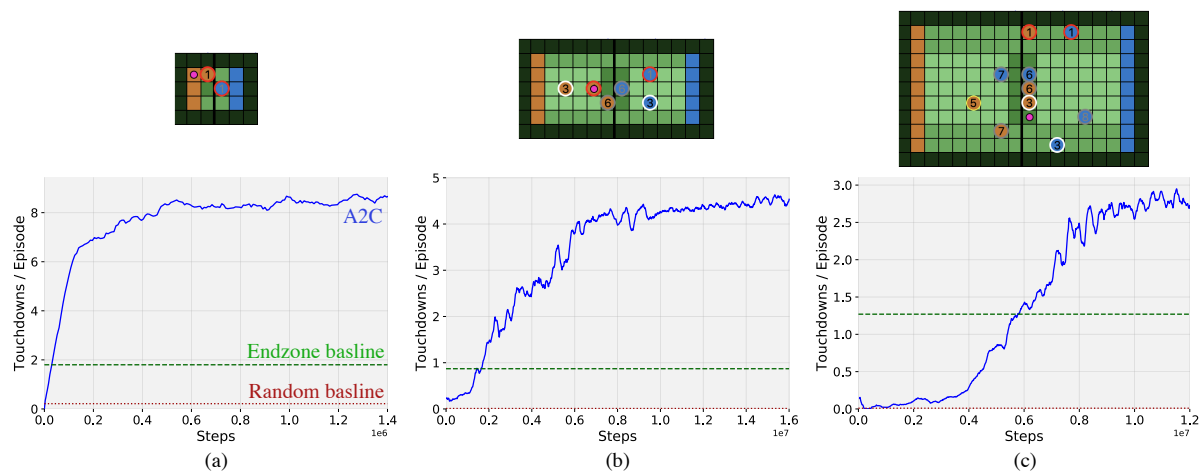 1
3
6
3
1
1
7
6
6
5
3
7
3
Touchdowns / Episode
8
6
4
2
0
A2C
Endzone basline
Random basline
0.0 0.2 0.4 0.6 0.8 1.0 1.2 1.4
1e6
Steps
(a)
Touchdowns / Episode
5
4
3
2
1
0
0.0 0.2 0.4 0.6 0.8 1.0 1.2 1.4 1.6
1e7
Steps
(b)
Touchdowns / Episode
3.0
2.5
2.0
1.5
1.0
0.5
0.0
0.0 0.2 0.4 0.6 0.8 1.0 1.2
1e7
Steps
(c)